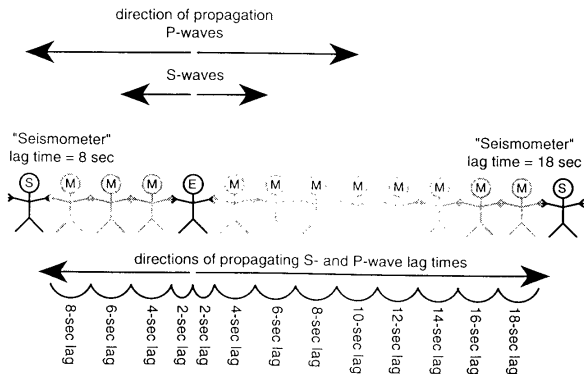 direction of propagation
P-waves
S-waves
"Seismometer"
lag time = 8 sec
"Seismometer"
lag time = 18 sec
S M M M E M M M M M M M M S
directions of propagating S- and P-wave lag times
8-sec lag
6-sec lag
4-sec lag
2-sec lag
2-sec lag
4-sec lag
6-sec lag
8-sec lag
10-sec lag
12-sec lag
14-sec lag
16-sec lag
18-sec lag